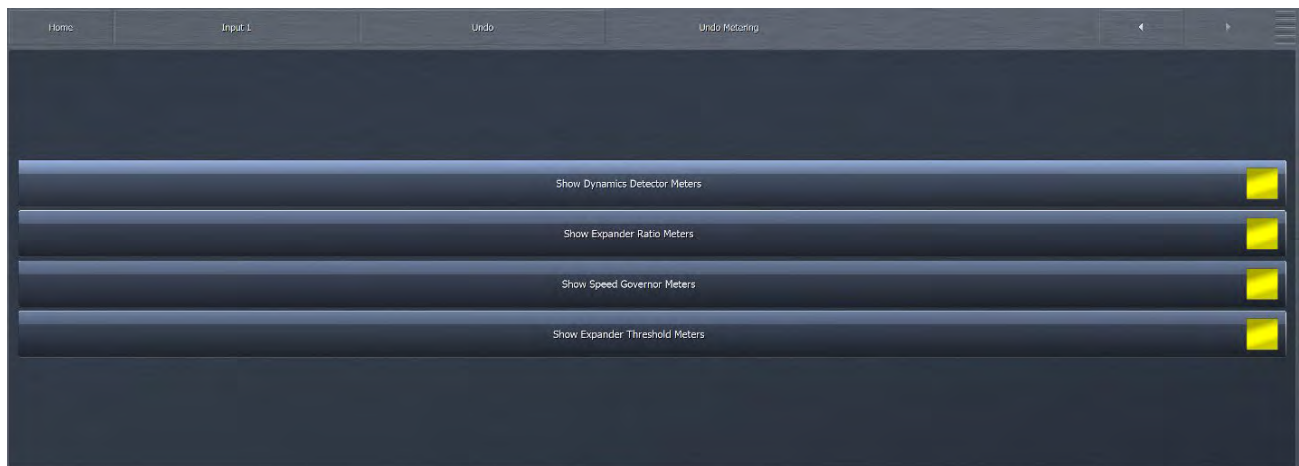 Home Input 1 Undo Undo Metering
Show Dynamics Detector Meters
Show Expander Ratio Meters
Show Speed Governor Meters
Show Expander Threshold Meters